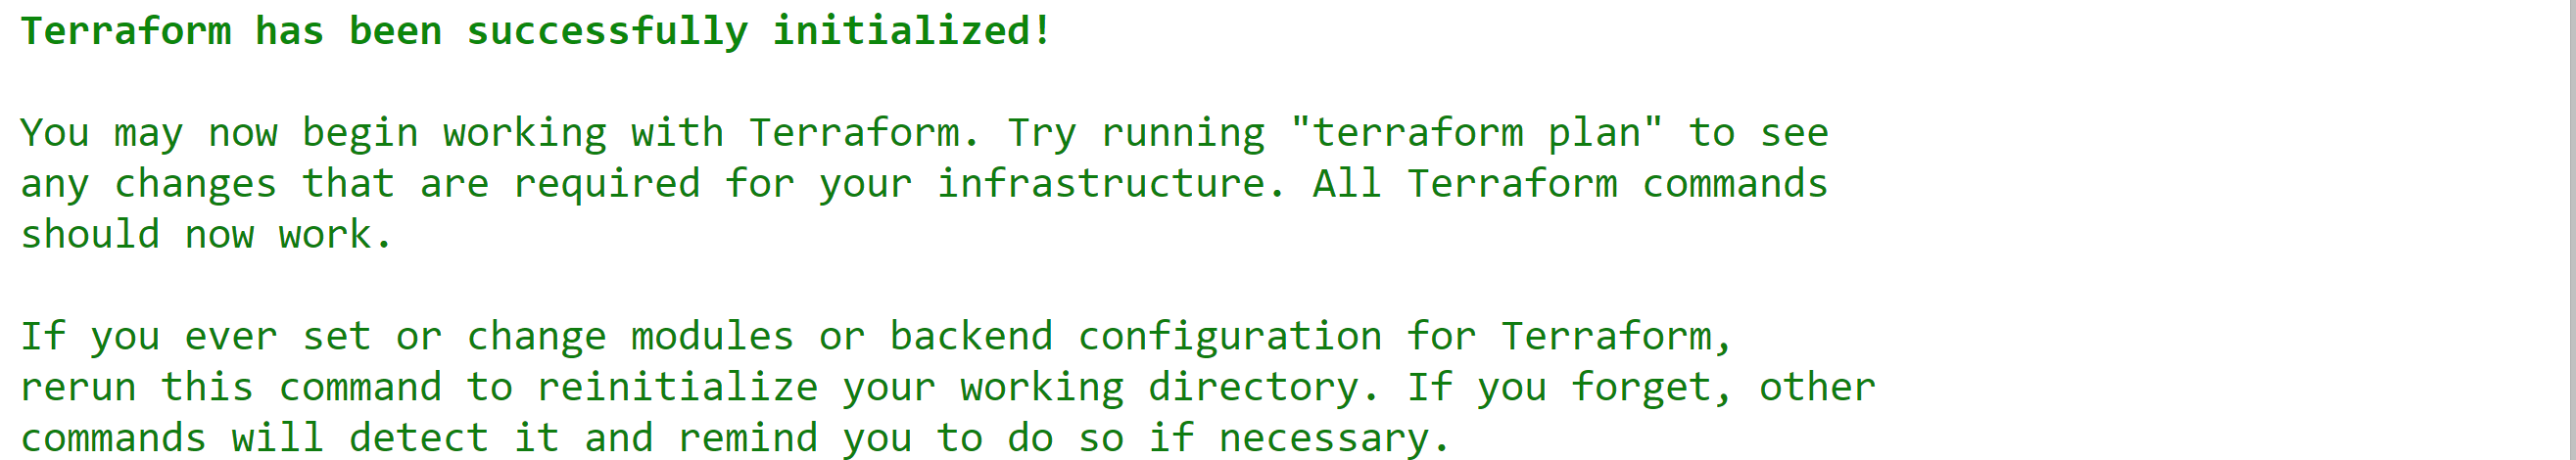 Terraform has been successfully initialized!
You may now begin working with Terraform. Try running "terraform plan" to see
any changes that are required for your infrastructure. All Terraform commands
should now work.
If you ever set or change modules or backend configuration for Terraform,
rerun this command to reinitialize your working directory. If you forget, other
commands will detect it and remind you to do so if necessary.